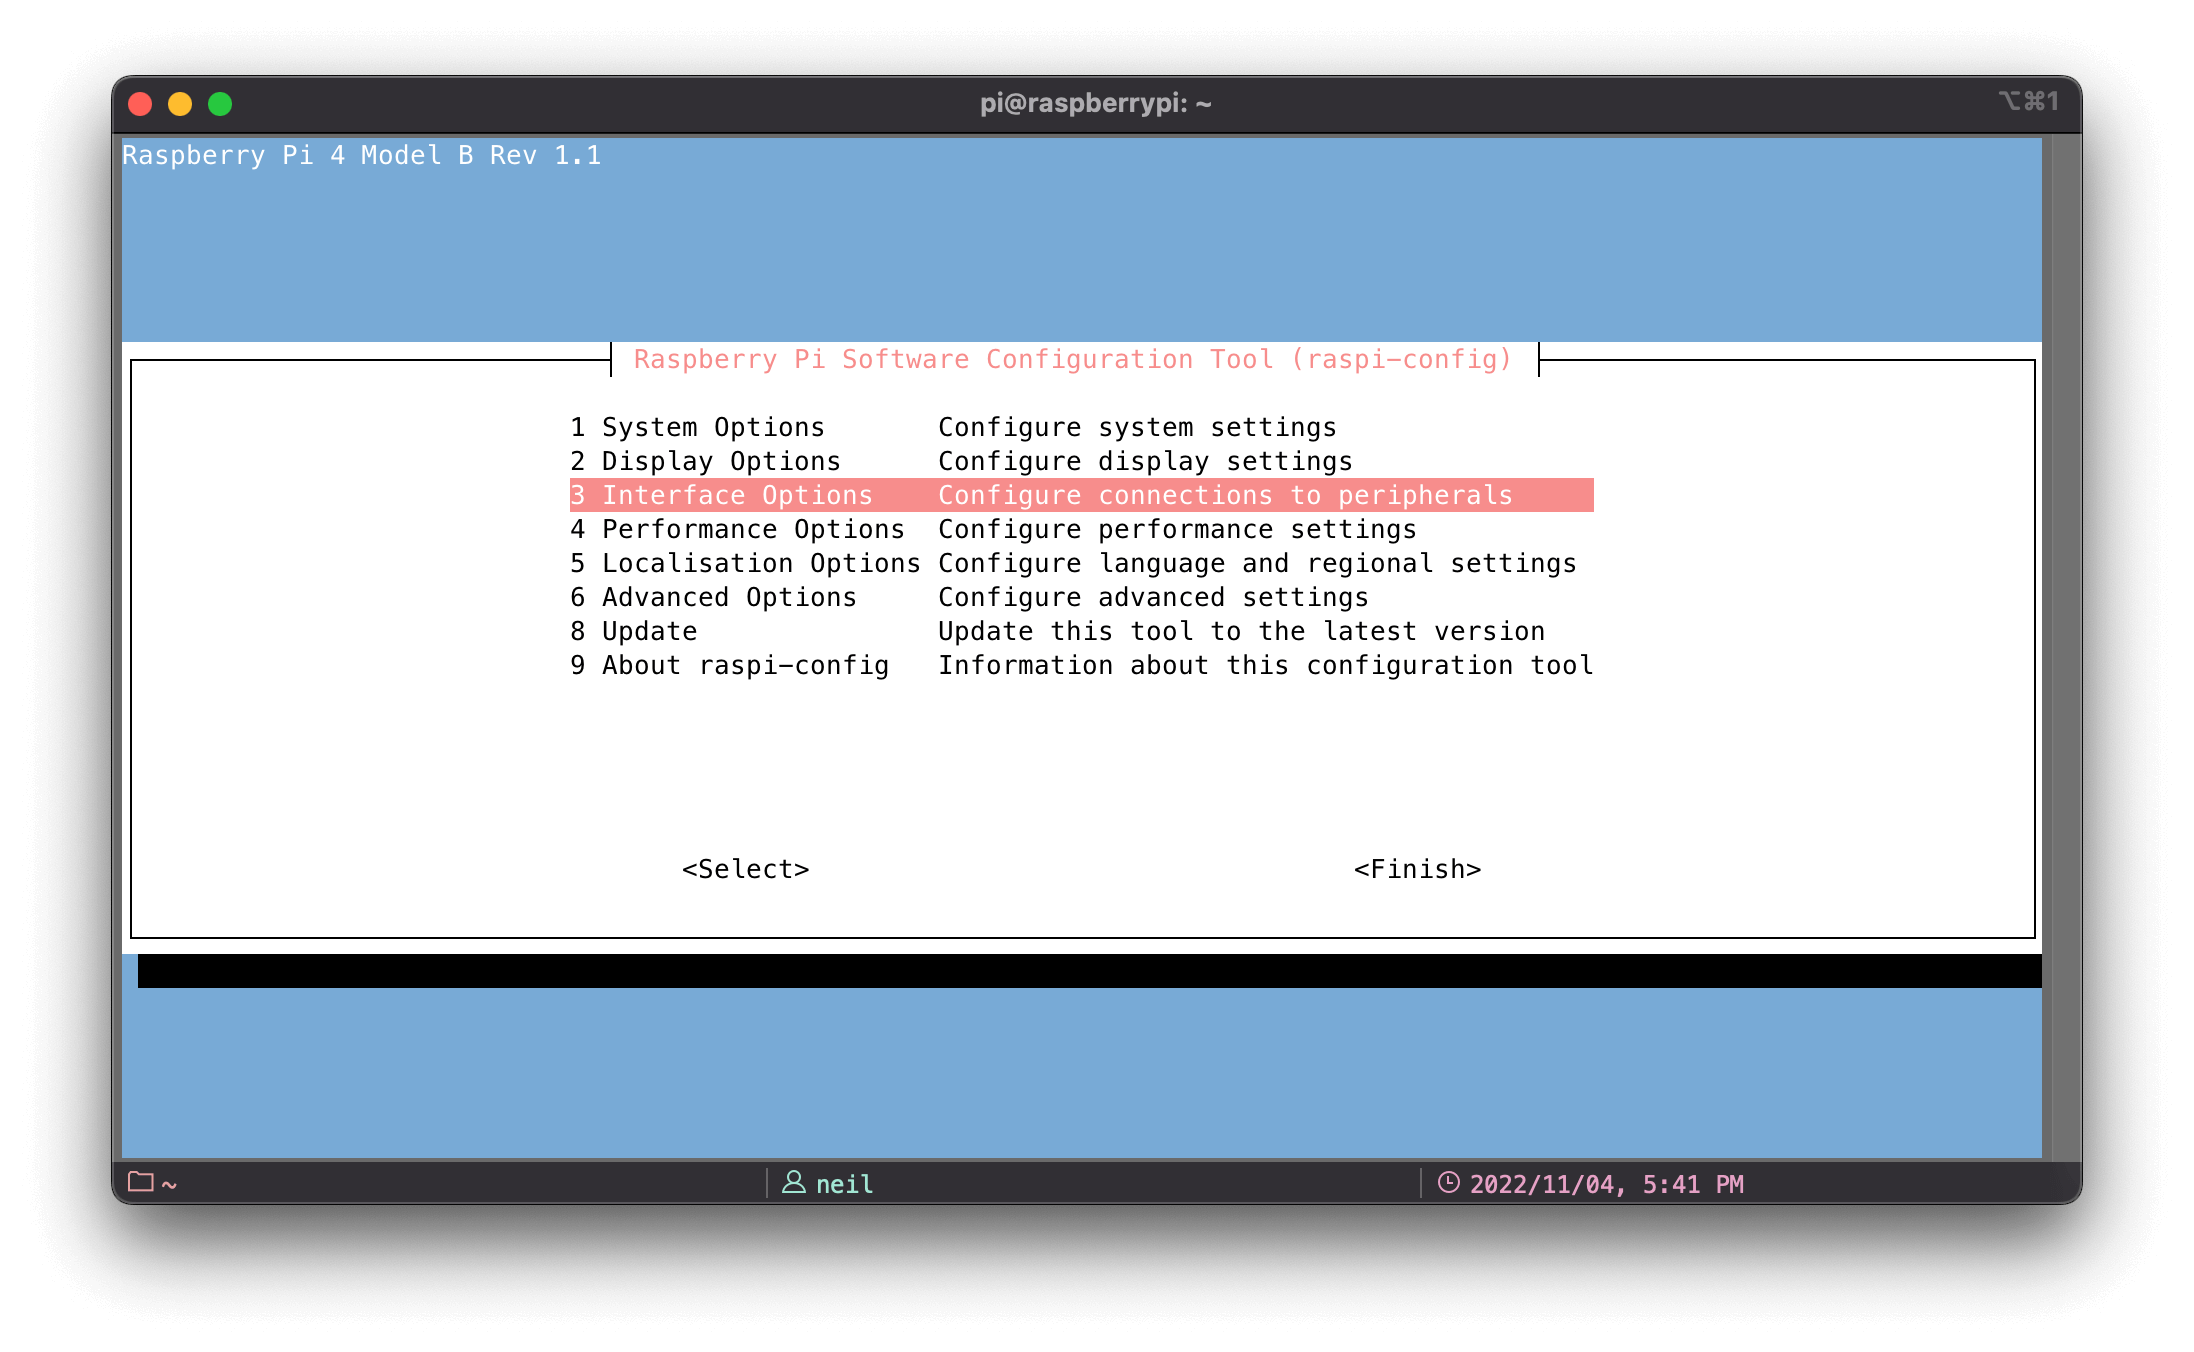 pi@raspberrypi: ~
⌥⌘1
Raspberry Pi 4 Model B Rev 1.1
Raspberry Pi Software Configuration Tool (raspi-config)
1 System Options Configure system settings
2 Display Options Configure display settings
3 Interface Options Configure connections to peripherals
4 Performance Options Configure performance settings
5 Localisation Options Configure language and regional settings
6 Advanced Options Configure advanced settings
8 Update Update this tool to the latest version
9 About raspi-config Information about this configuration tool
<Select> <Finish>
~ neil 2022/11/04, 5:41 PM